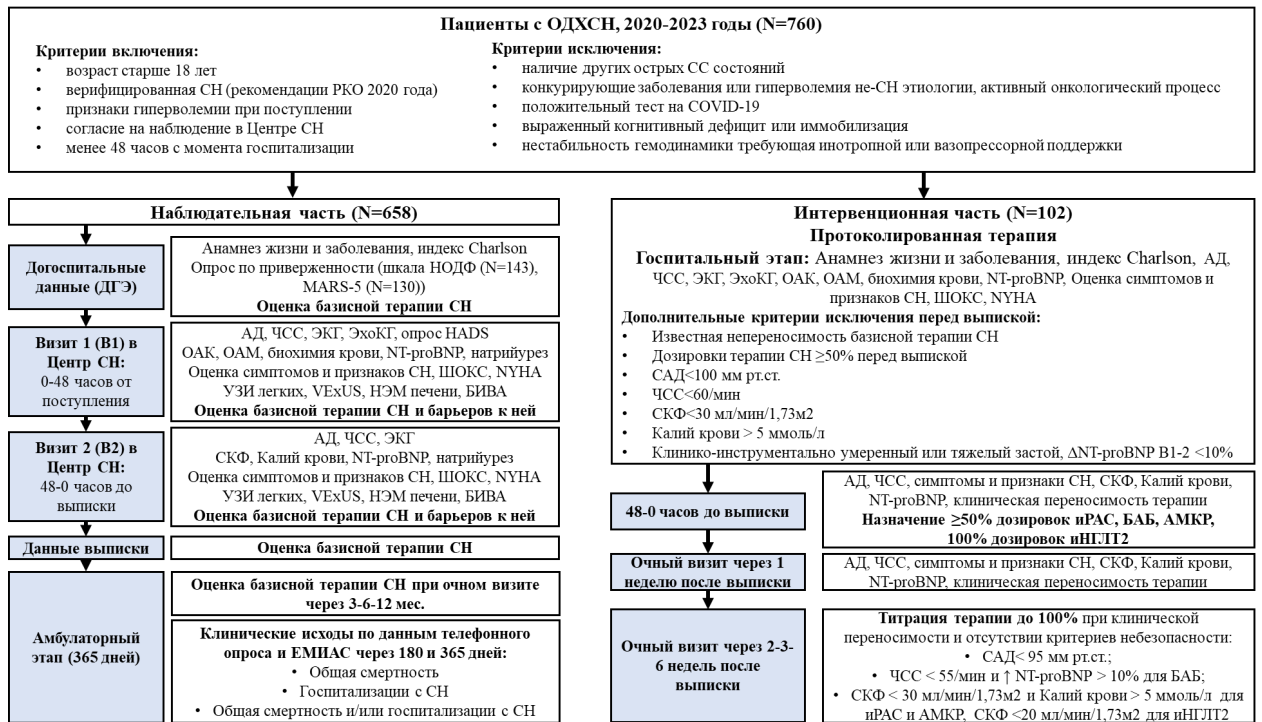 Пациенты с ОДХСН, 2020-2023 годы (N=760)
Критерии включения:
• возраст старше 18 лет
• верифицированная СН (рекомендации РКО 2020 года)
• признаки гиперволемии при поступлении
• согласие на наблюдение в Центре СН
• менее 48 часов с момента госпитализации
Критерии исключения:
• наличие других острых СС состояний
• конкурирующие заболевания или гиперволемия не-СН этиологии, активный онкологический процесс
• положительный тест на COVID-19
• выраженный когнитивный дефицит или иммобилизация
• нестабильность гемодинамики требующая инотропной или вазопрессорной поддержки
Наблюдательная часть (N=658)
Догоспитальные
данные (ДГЭ)
Анамнез жизни и заболевания, индекс Charlson
Опрос по приверженности (шкала НОДФ (N=143),
MARS-5 (N=130))
Оценка базисной терапии СН
Визит 1 (В1) в
Центр СН:
0-48 часов от
поступления
АД, ЧСС, ЭКГ, ЭхоКГ, опрос HADS
ОАК, ОАМ, биохимия крови, NT-proBNP, натрийурез
Оценка симптомов и признаков СН, ШОКС, NYHA
УЗИ легких, VExUS, НЭМ печени, БИВА
Оценка базисной терапии СН и барьеров к ней
Визит 2 (В2) в
Центр СН:
48-0 часов до
выписки
АД, ЧСС, ЭКГ
СКФ, Калий крови, NT-proBNP, натрийурез
Оценка симптомов и признаков СН, ШОКС, NYHA
УЗИ легких, VExUS, НЭМ печени, БИВА
Оценка базисной терапии СН и барьеров к ней
Данные выписки
Оценка базисной терапии СН
Амбулаторный
этап (365 дней)
Оценка базисной терапии СН при очном визите
через 3-6-12 мес.
Клинические исходы по данным телефонного
опроса и ЕМИАС через 180 и 365 дней:
• Общая смертность
• Госпитализации с СН
• Общая смертность и/или госпитализации с СН
Интервенционная часть (N=102)
Протоколированная терапия
Госпитальный этап: Анамнез жизни и заболевания, индекс Charlson, АД,
ЧСС, ЭКГ, ЭхоКГ, ОАК, ОАМ, биохимия крови, NT-proBNP, Оценка симптомов и
признаков СН, ШОКС, NYHA
Дополнительные критерии исключения перед выпиской:
• Известная непереносимость базисной терапии СН
• Дозировки терапии СН ≥50% перед выпиской
• САД<100 мм рт.ст.
• ЧСС<60/мин
• СКФ<30 мл/мин/1,73м2
• Калий крови > 5 ммоль/л
• Клинико-инструментально умеренный или тяжелый застой, ΔNT-proBNP В1-2 <10%
48-0 часов до выписки
АД, ЧСС, симптомы и признаки СН, СКФ, Калий крови,
NT-proBNP, клиническая переносимость терапии
Назначение ≥50% дозировок иРАС, БАБ, АМКР,
100% дозировок иНГЛТ2
Очный визит через 1
неделю после выписки
АД, ЧСС, симптомы и признаки СН, СКФ, Калий крови,
NT-proBNP, клиническая переносимость терапии
Очный визит через 2-3-
6 недель после
выписки
Титрация терапии до 100% при клинической
переносимости и отсутствии критериев небезопасности:
• САД< 95 мм рт.ст.;
• ЧСС < 55/мин и ↑ NT-proBNP > 10% для БАБ;
• СКФ < 30 мл/мин/1,73м2 и Калий крови > 5 ммоль/л для
иРАС и АМКР, СКФ <20 мл/мин/1,73м2 для иНГЛТ2